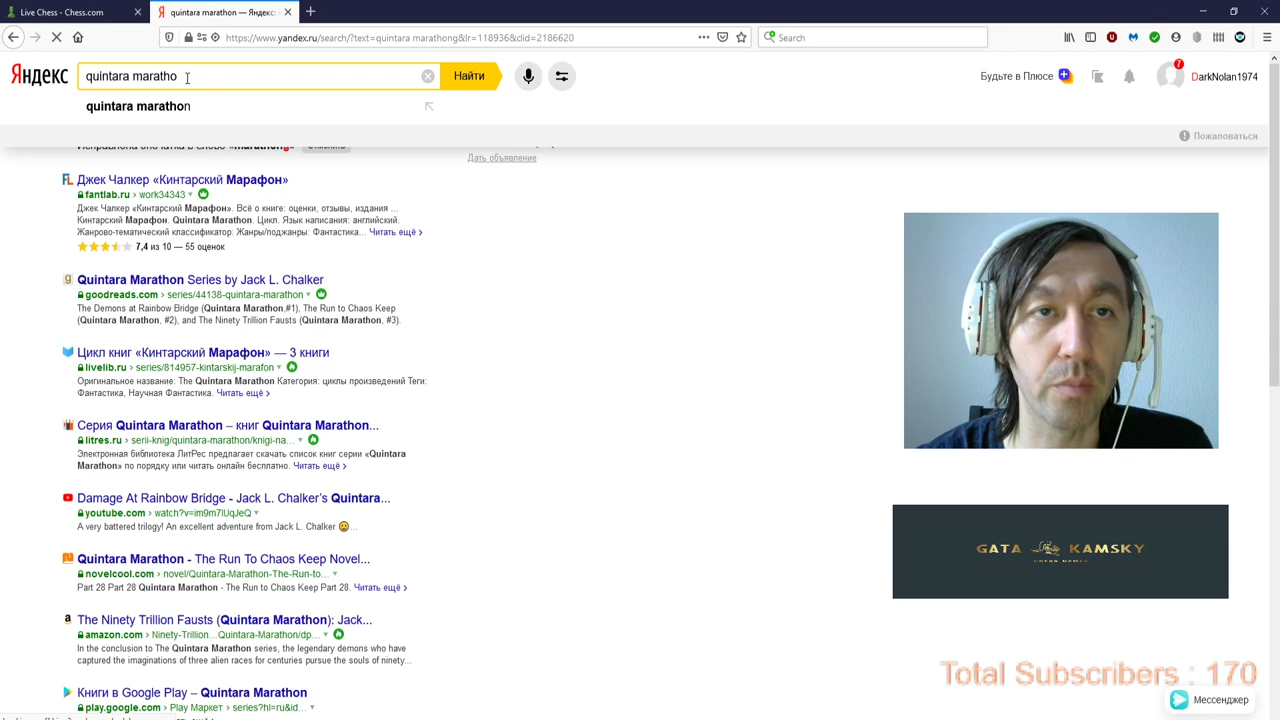 Live Chess - Chess.com
quintara marathon — Яндекс:
https://www.yandex.ru/search/?text=quintara marathong&lr=118936&clid=2186620
Search
Яндекс
quintara maratho
Найти
Будьте в Плюсе
7
DarkNolan1974
quintara marathon
Пожаловаться
Дать объявление
Джек Чалкер «Кинтарский Марафон»
fantlab.ru › work34343
Джек Чалкер «Кинтарский Марафон». Всё о книге: оценки, отзывы, издания ...
Кинтарский Марафон. Quintara Marathon. Цикл. Язык написания: английский.
Жанрово-тематический классификатор: Жанры/поджанры: Фантастика... Читать ещё >
7,4 из 10 — 55 оценок
Quintara Marathon Series by Jack L. Chalker
goodreads.com › series/44138-quintara-marathon
The Demons at Rainbow Bridge (Quintara Marathon,#1), The Run to Chaos Keep
(Quintara Marathon, #2), and The Ninety Trillion Fausts (Quintara Marathon, #3).
Цикл книг «Кинтарский Марафон» — 3 книги
livelib.ru › series/814957-kintarskij-marafon
Оригинальное название: The Quintara Marathon Категория: циклы произведений Теги:
Фантастика, Научная Фантастика. Читать ещё >
Серия Quintara Marathon – книг Quintara Marathon...
litres.ru › serii-knig/quintara-marathon/knigi-na...
Электронная библиотека ЛитРес предлагает скачать список книг серии «Quintara
Marathon» по порядку или читать онлайн бесплатно. Читать ещё >
Damage At Rainbow Bridge - Jack L. Chalker's Quintara...
youtube.com › watch?v=im9m7lUqJeQ
A very battered trilogy! An excellent adventure from Jack L. Chalker ...
Quintara Marathon - The Run To Chaos Keep Novel...
novelcool.com › novel/Quintara-Marathon-The-Run-to...
Part 28 Part 28 Quintara Marathon - The Run to Chaos Keep Part 28. Читать ещё >
The Ninety Trillion Fausts (Quintara Marathon): Jack...
amazon.com › Ninety-Trillion...Quintara-Marathon/dp...
In the conclusion to The Quintara Marathon series, the legendary demons who have
captured the imaginations of three alien races for centuries pursue the souls of ninety...
Книги в Google Play – Quintara Marathon
play.google.com › Play Маркет › series?hl=ru&id...
GATA KAMSKY
Total Subscribers : 170
Мессенджер